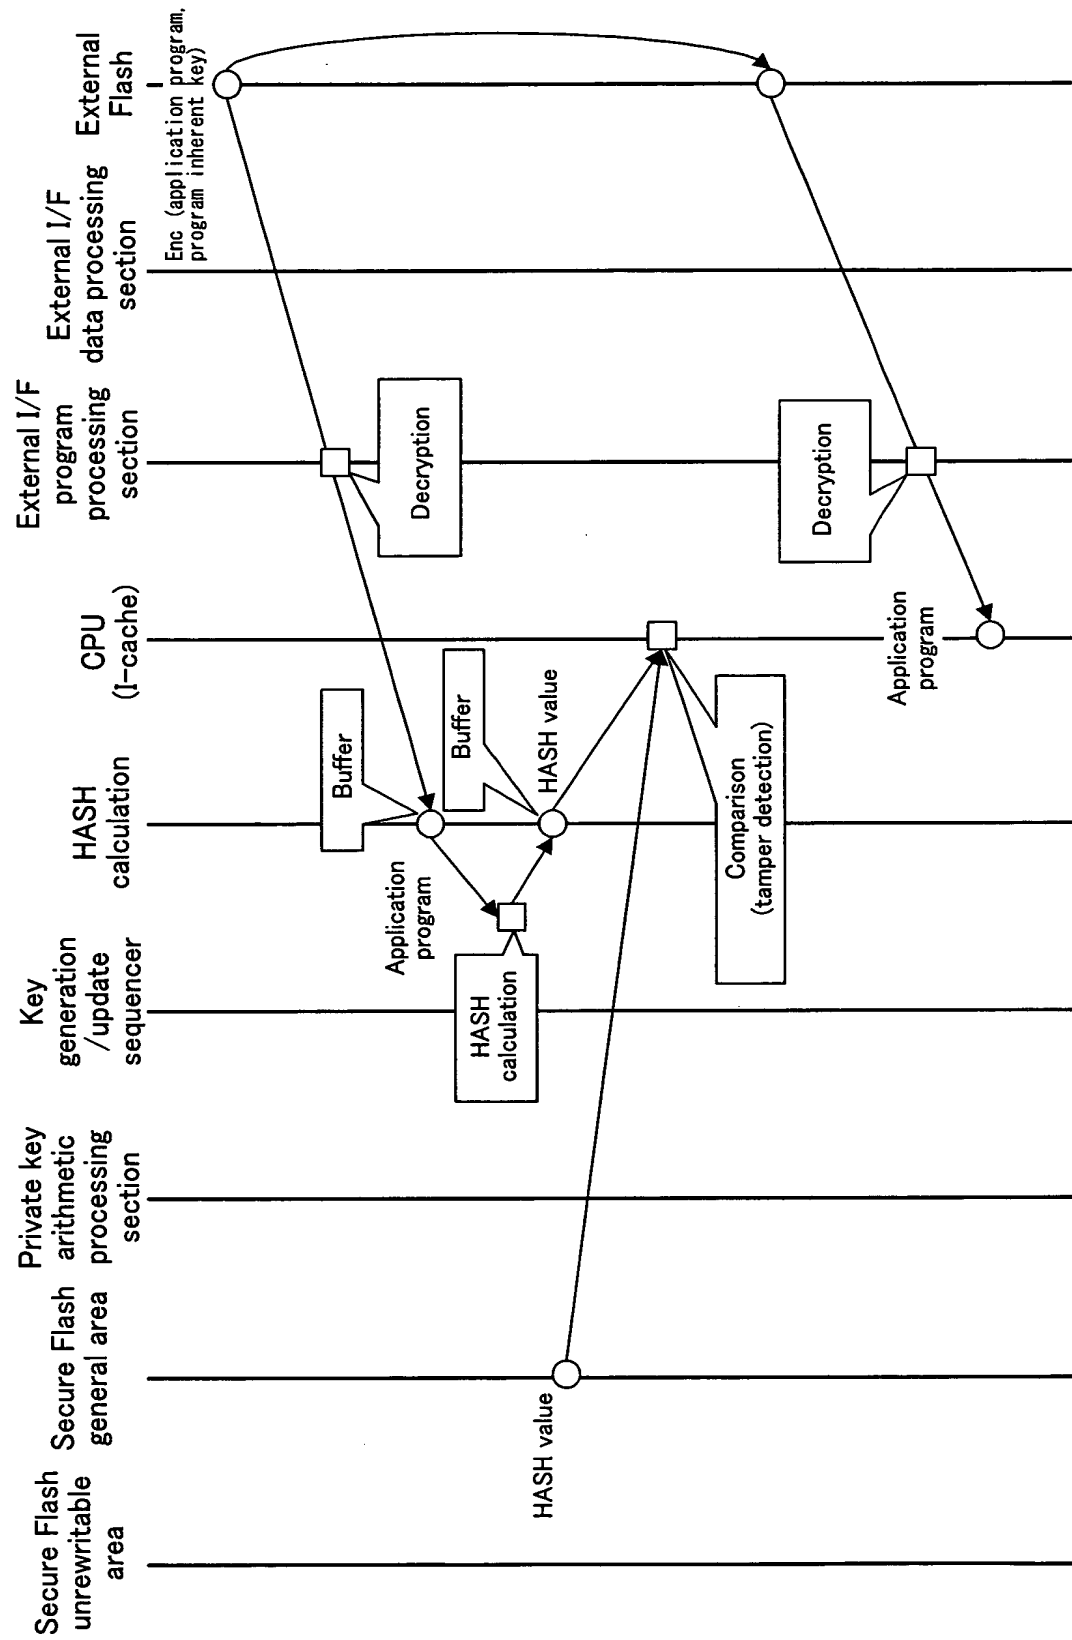 Secure Flash
unrewritable
area
Secure Flash
general area
Private key
arithmetic
processing
section
Key
generation
/update
sequencer
HASH
calculation
CPU
(I-cache)
External I/F
program
processing
section
External I/F
data processing
section
External
Flash
Enc (application program,
program inherent key)
Decryption
Buffer
Application
program
Buffer
HASH
calculation
HASH value
HASH value
Comparison
(tamper detection)
Decryption
Application
program